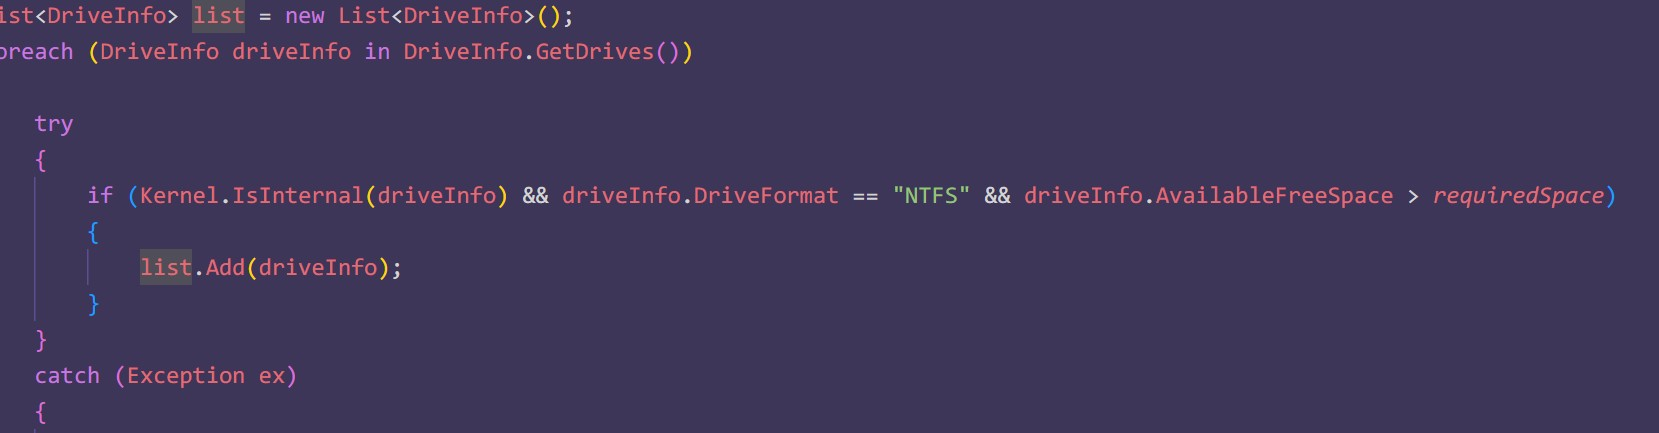 ist<DriveInfo> list = new List<DriveInfo>();
oreach (DriveInfo driveInfo in DriveInfo.GetDrives())
try
{
if (Kernel.IsInternal(driveInfo) && driveInfo.DriveFormat == "NTFS" && driveInfo.AvailableFreeSpace > requiredSpace)
{
list.Add(driveInfo);
}
}
catch (Exception ex)
{